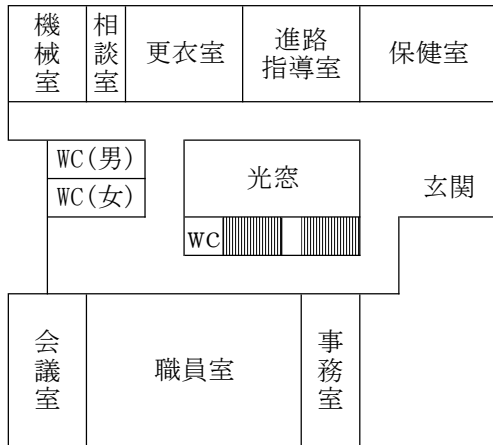 機械室
相談室
更衣室
進路
指導室
保健室
WC(男)
WC(女)
光窓
玄関
WC
会議室
職員室
事務室